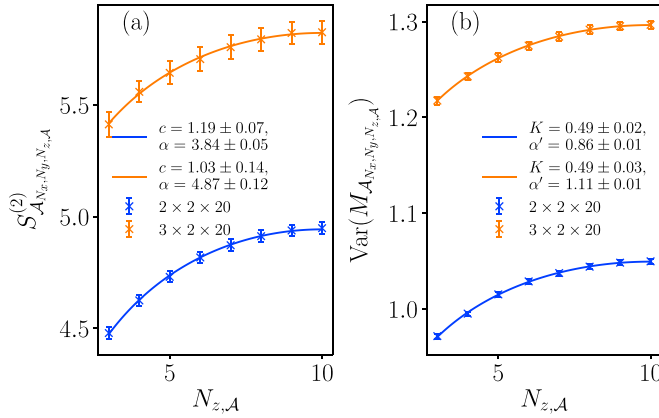 (a)
5.5
5.0
4.5
S^{(2)}_{𝒜_{N_x,N_y,N_{z,𝒜}}}
c = 1.19 ± 0.07,
α = 3.84 ± 0.05
c = 1.03 ± 0.14,
α = 4.87 ± 0.12
2 × 2 × 20
3 × 2 × 20
5
10
N_{z,𝒜}
(b)
1.3
1.2
1.1
1.0
Var(M_{𝒜_{N_x,N_y,N_{z,𝒜}}})
K = 0.49 ± 0.02,
α′ = 0.86 ± 0.01
K = 0.49 ± 0.03,
α′ = 1.11 ± 0.01
2 × 2 × 20
3 × 2 × 20
5
10
N_{z,𝒜}